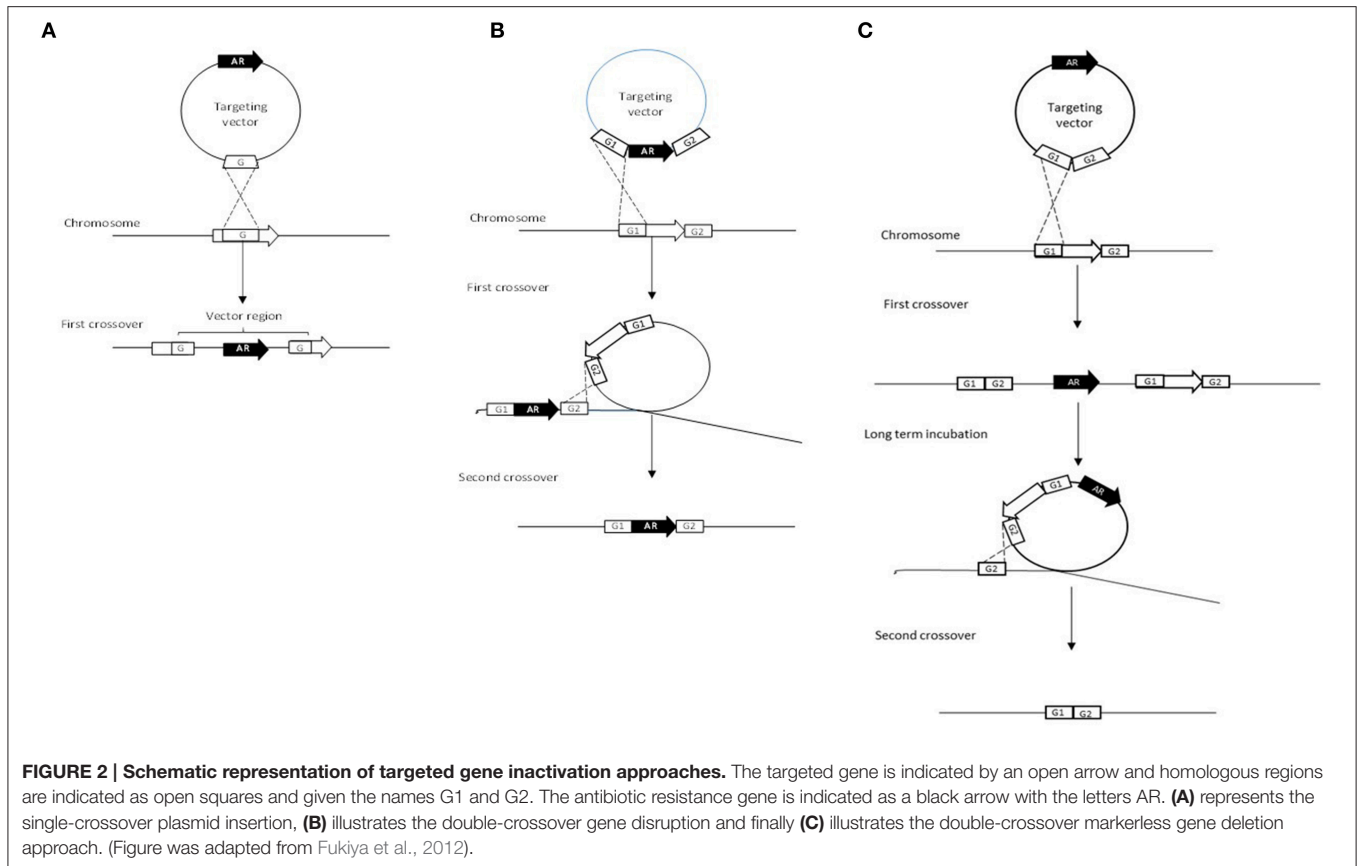 A
AR
Targeting
vector
G
Chromosome
G
First crossover
Vector region
G
AR
G
B
Targeting
vector
G1
AR
G2
Chromosome
G1
G2
First crossover
G1
G2
G1
AR
G2
Second crossover
G1
AR
G2
C
AR
Targeting
vector
G1
G2
Chromosome
G1
G2
First crossover
G1
G2
AR
G1
G2
Long term incubation
G1
AR
G2
G2
Second crossover
G1
G2
FIGURE 2 | Schematic representation of targeted gene inactivation approaches. The targeted gene is indicated by an open arrow and homologous regions
are indicated as open squares and given the names G1 and G2. The antibiotic resistance gene is indicated as a black arrow with the letters AR. (A) represents the
single-crossover plasmid insertion, (B) illustrates the double-crossover gene disruption and finally (C) illustrates the double-crossover markerless gene deletion
approach. (Figure was adapted from Fukiya et al., 2012).